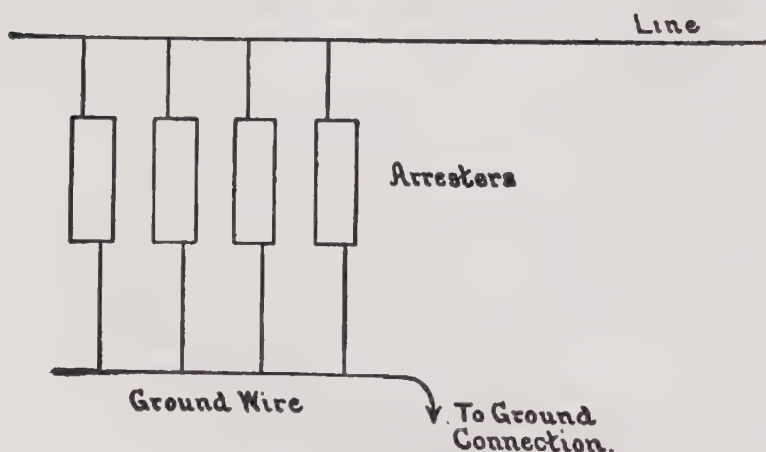 Line
Arresters
Ground Wire
To Ground
Connection.